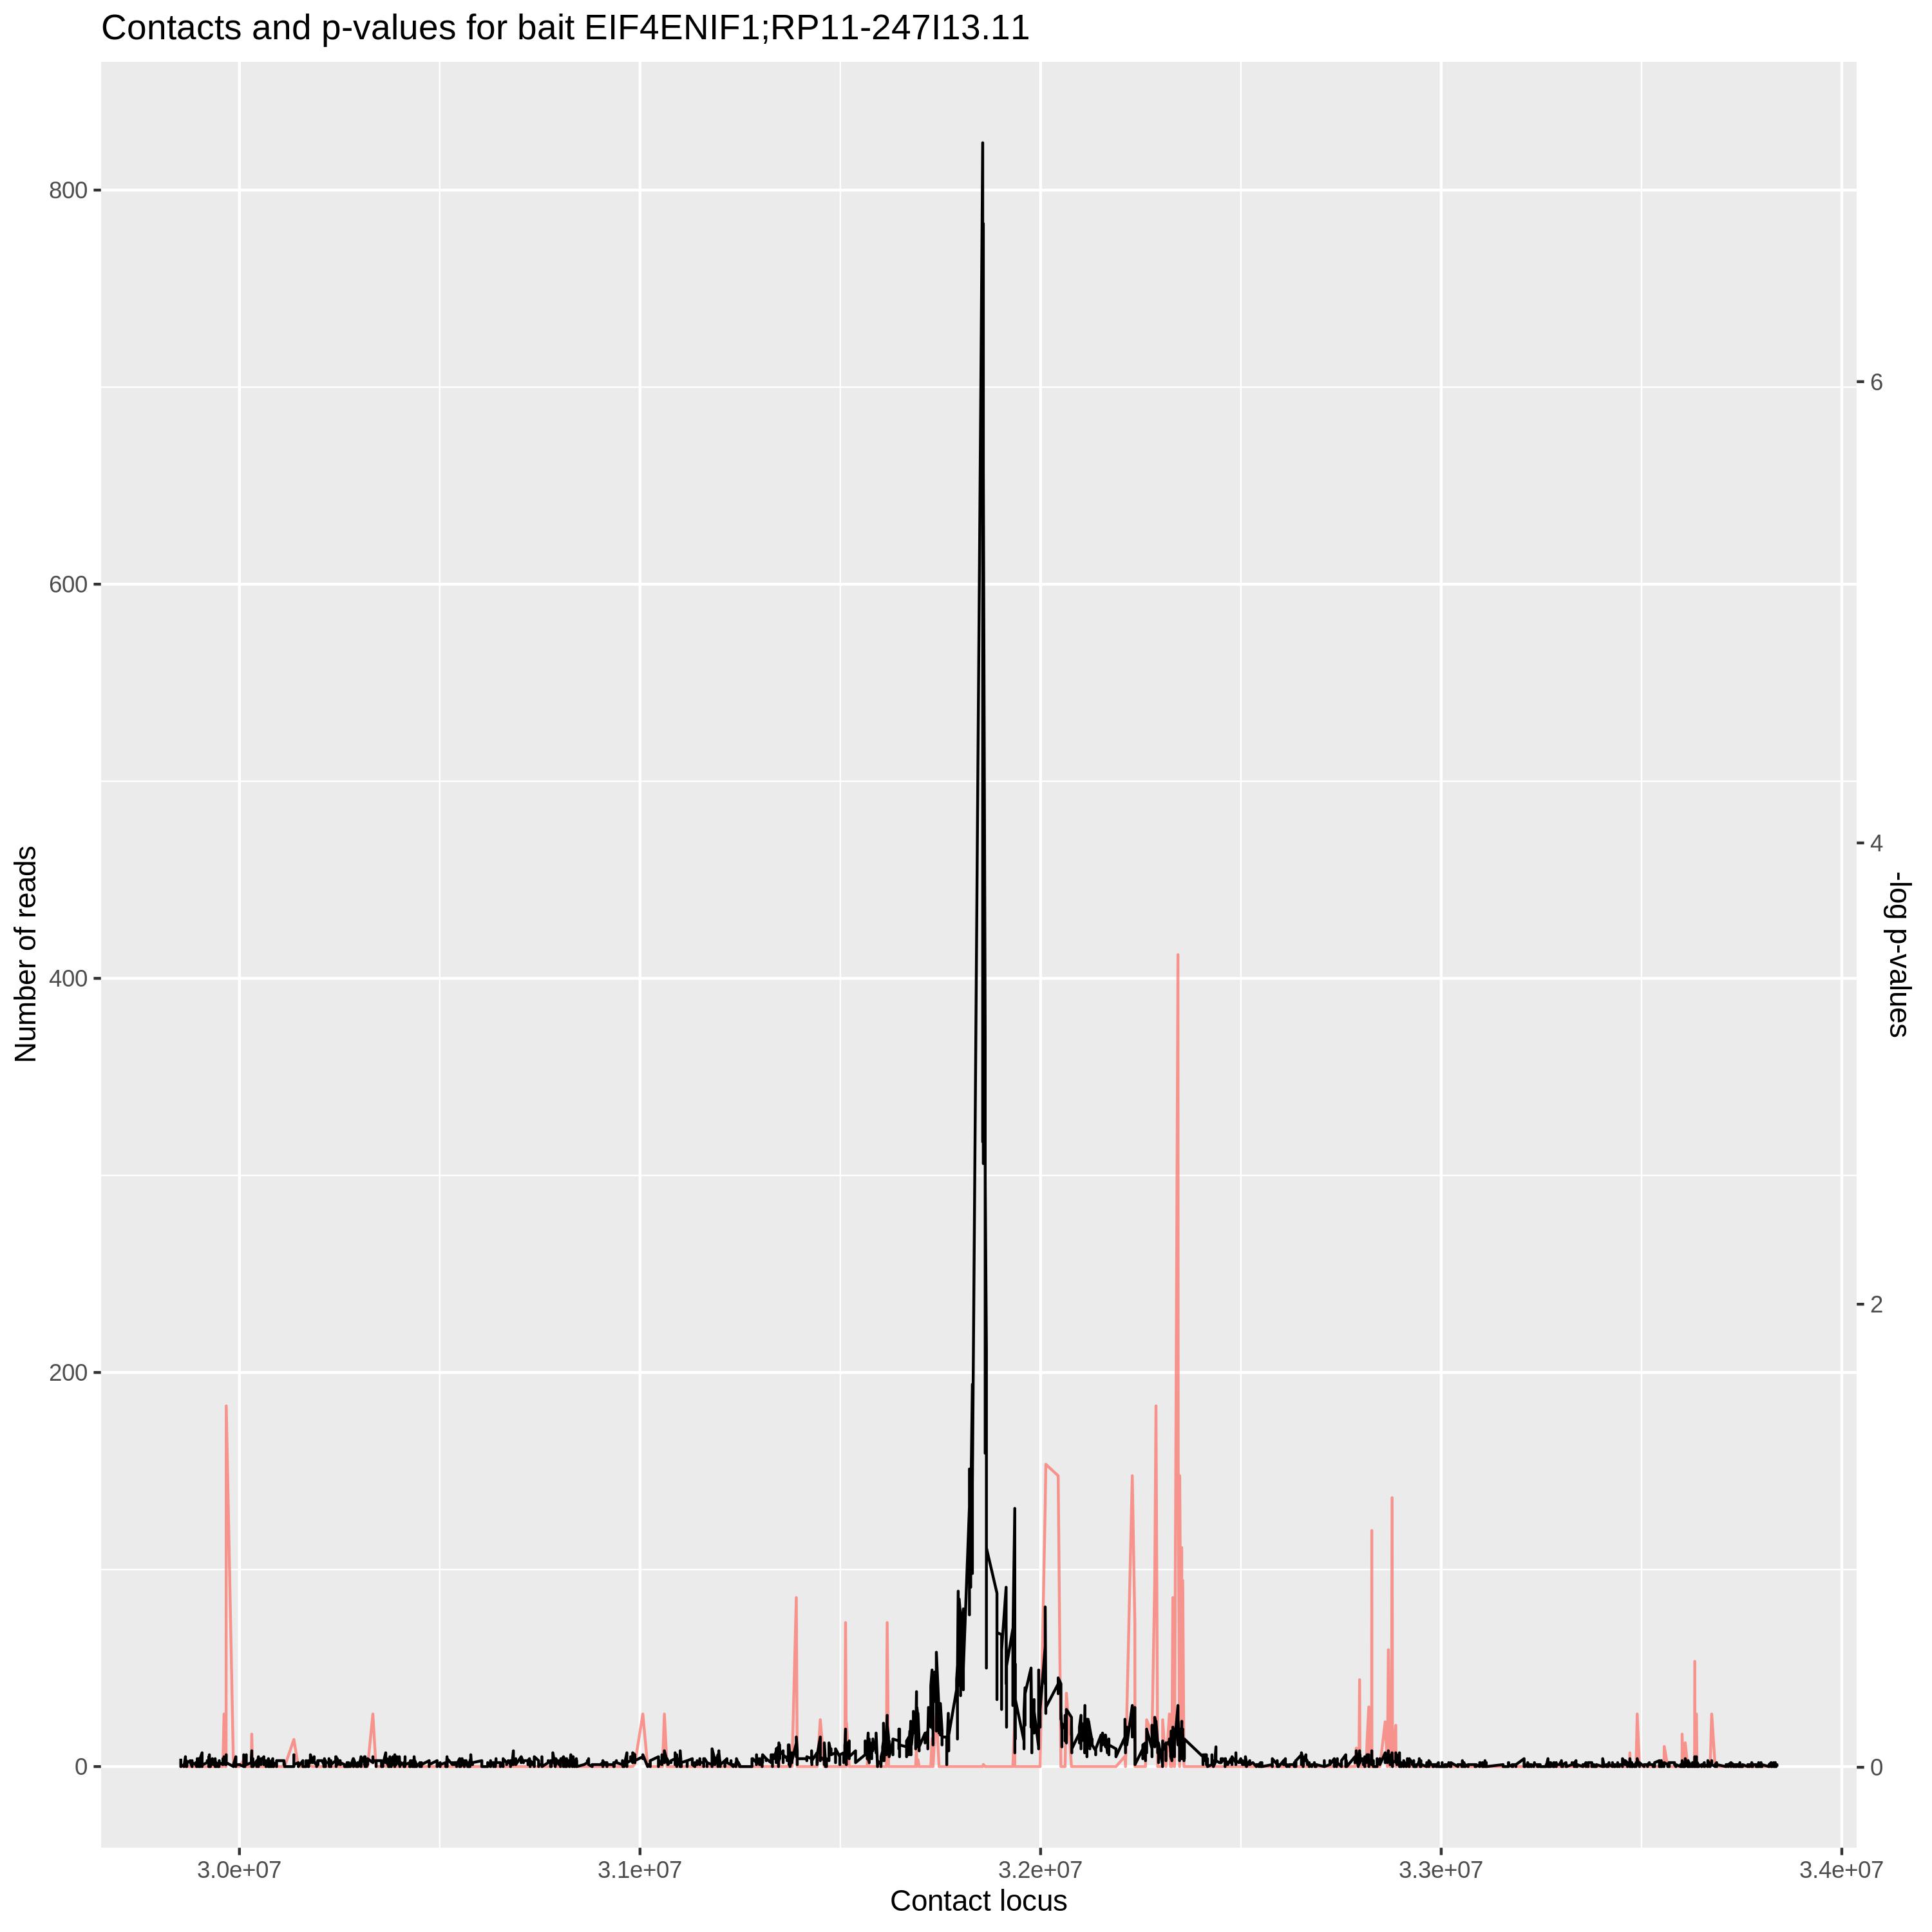 Contacts and p-values for bait EIF4ENIF1;RP11-247I13.11
800
600
400
200
0
6
4
2
0
Number of reads
-log p-values
3.0e+07 3.1e+07 3.2e+07 3.3e+07 3.4e+07
Contact locus